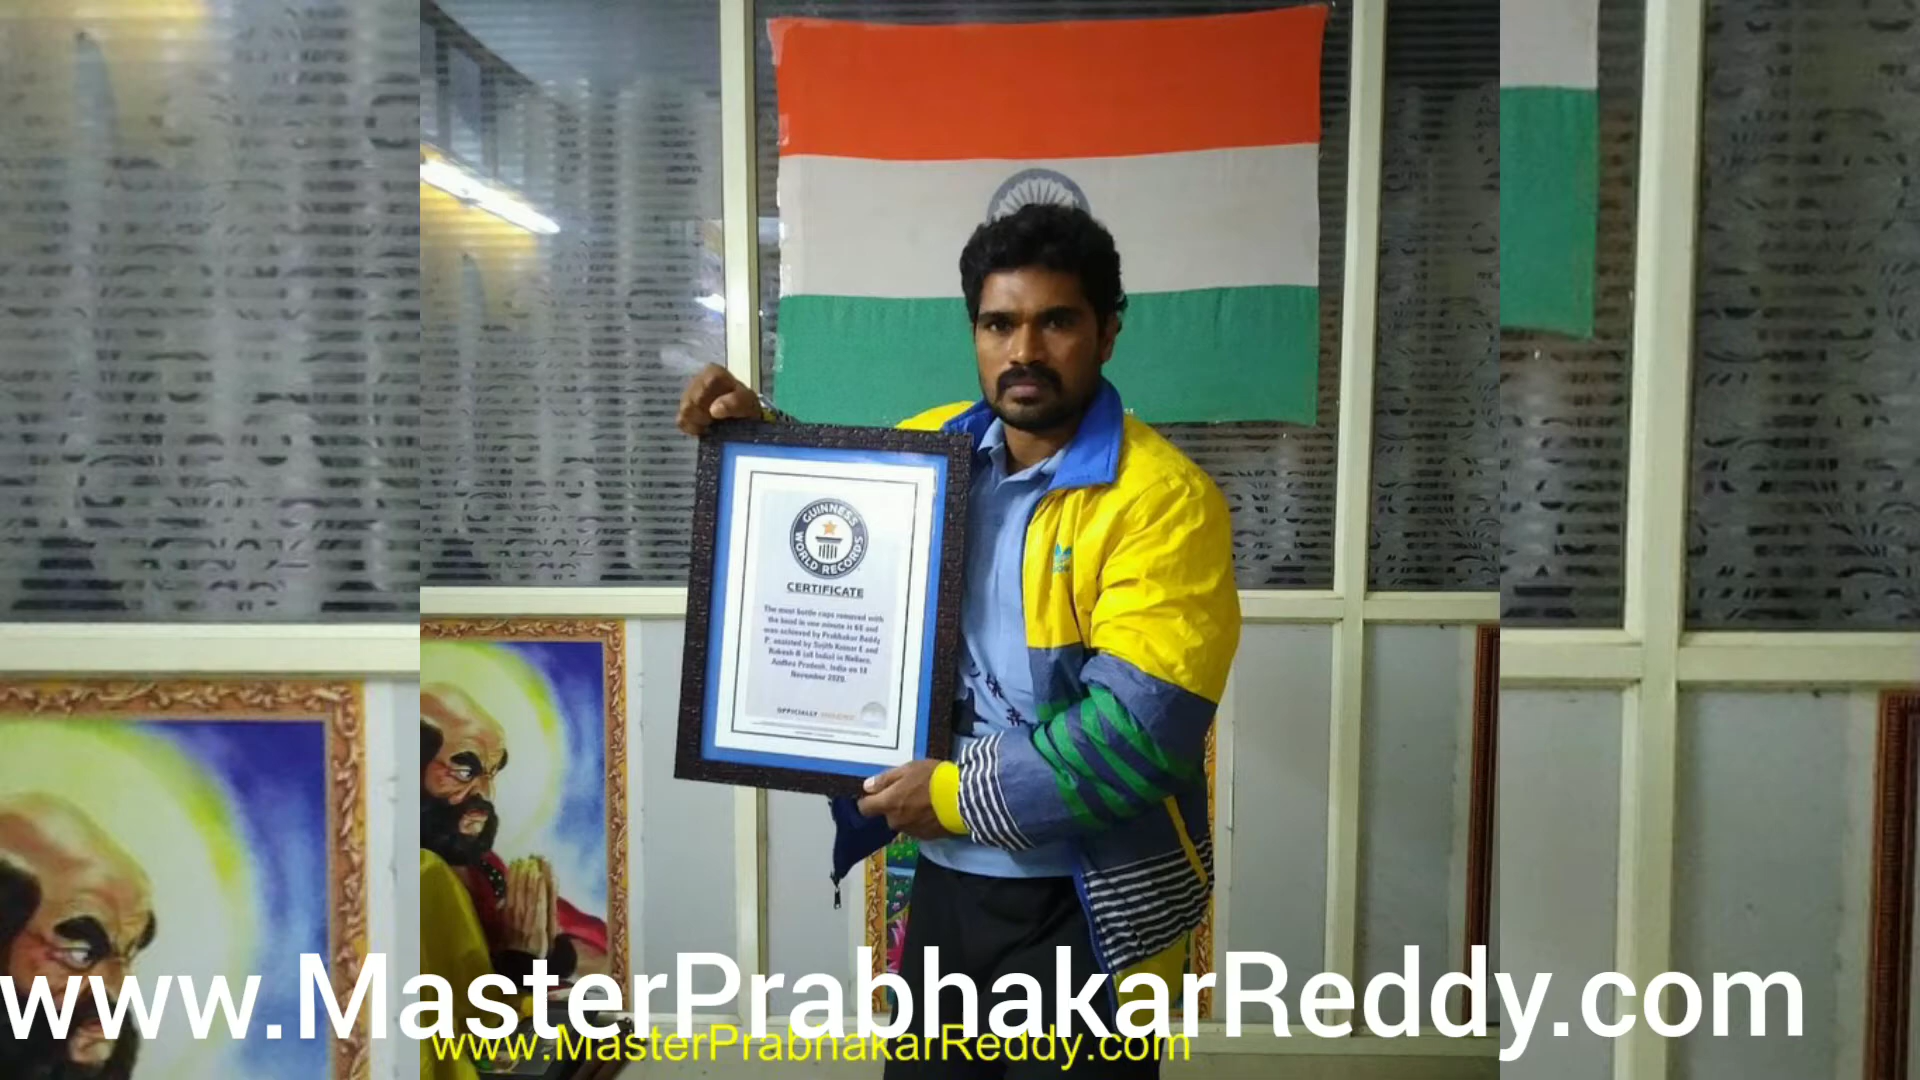 GUINNESS
WORLD RECORDS
CERTIFICATE
The most bottle caps removed with
the head in one minute is 68 and
was achieved by Prabhakar Reddy
P, assisted by Sujith Kumar E and
Rakesh B (all India) in Nellore,
Andhra Pradesh, India on 14
November 2020.
OFFICIALLY
www.MasterPrabhakarReddy.com
www.MasterPrabhakarReddy.com